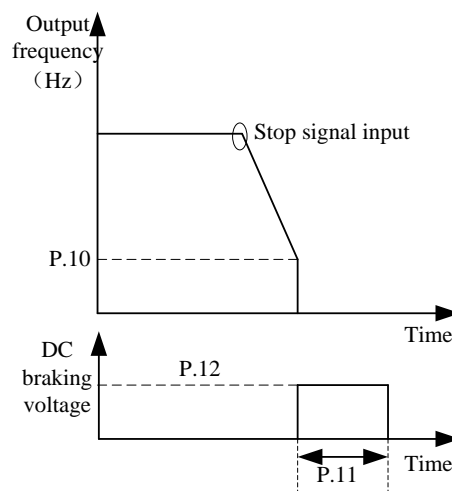 Output
frequency
（Hz）
Stop signal input
P.10
Time
DC
braking
voltage
P.12
Time
P.11